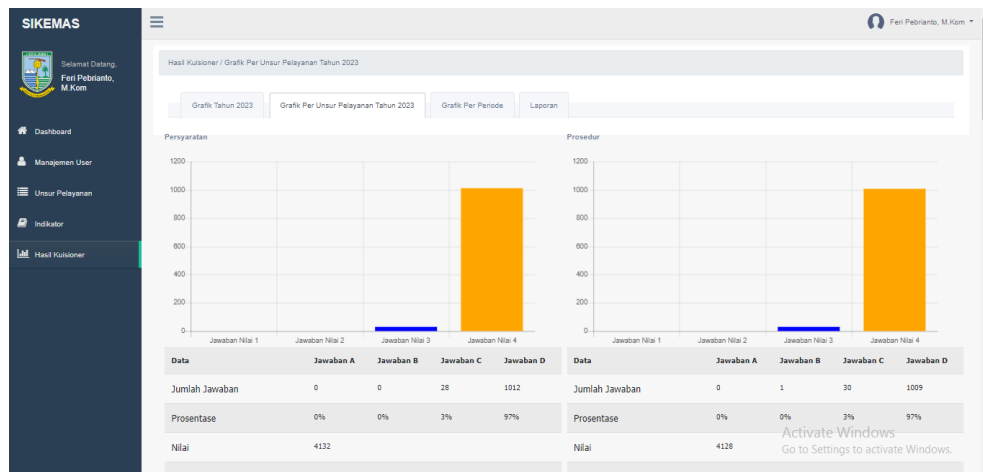 SIKEMAS
Feri Pebrianto, M.Kom
Selamat Datang,
Feri Pebrianto,
M.Kom
Dashboard
Manajemen User
Unsur Pelayanan
Indikator
Hasil Kuisioner
Hasil Kuisioner / Grafik Per Unsur Pelayanan Tahun 2023
Grafik Tahun 2023 Grafik Per Unsur Pelayanan Tahun 2023 Grafik Per Periode Laporan
Persyaratan
1200
1000
800
600
400
200
0
Jawaban Nilai 1 Jawaban Nilai 2 Jawaban Nilai 3 Jawaban Nilai 4
Data Jawaban A Jawaban B Jawaban C Jawaban D
Jumlah Jawaban 0 0 28 1012
Prosentase 0% 0% 3% 97%
Nilai 4132
Prosedur
1200
1000
800
600
400
200
0
Jawaban Nilai 1 Jawaban Nilai 2 Jawaban Nilai 3 Jawaban Nilai 4
Data Jawaban A Jawaban B Jawaban C Jawaban D
Jumlah Jawaban 0 1 30 1009
Prosentase 0% 0% 3% 97%
Nilai 4128
Activate Windows
Go to Settings to activate Windows.